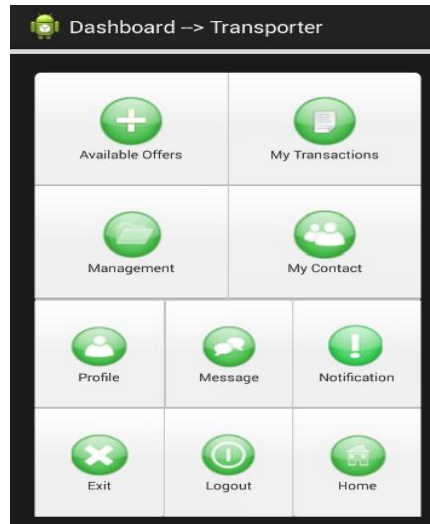 Dashboard --> Transporter
Available Offers
My Transactions
Management
My Contact
Profile
Message
Notification
Exit
Logout
Home